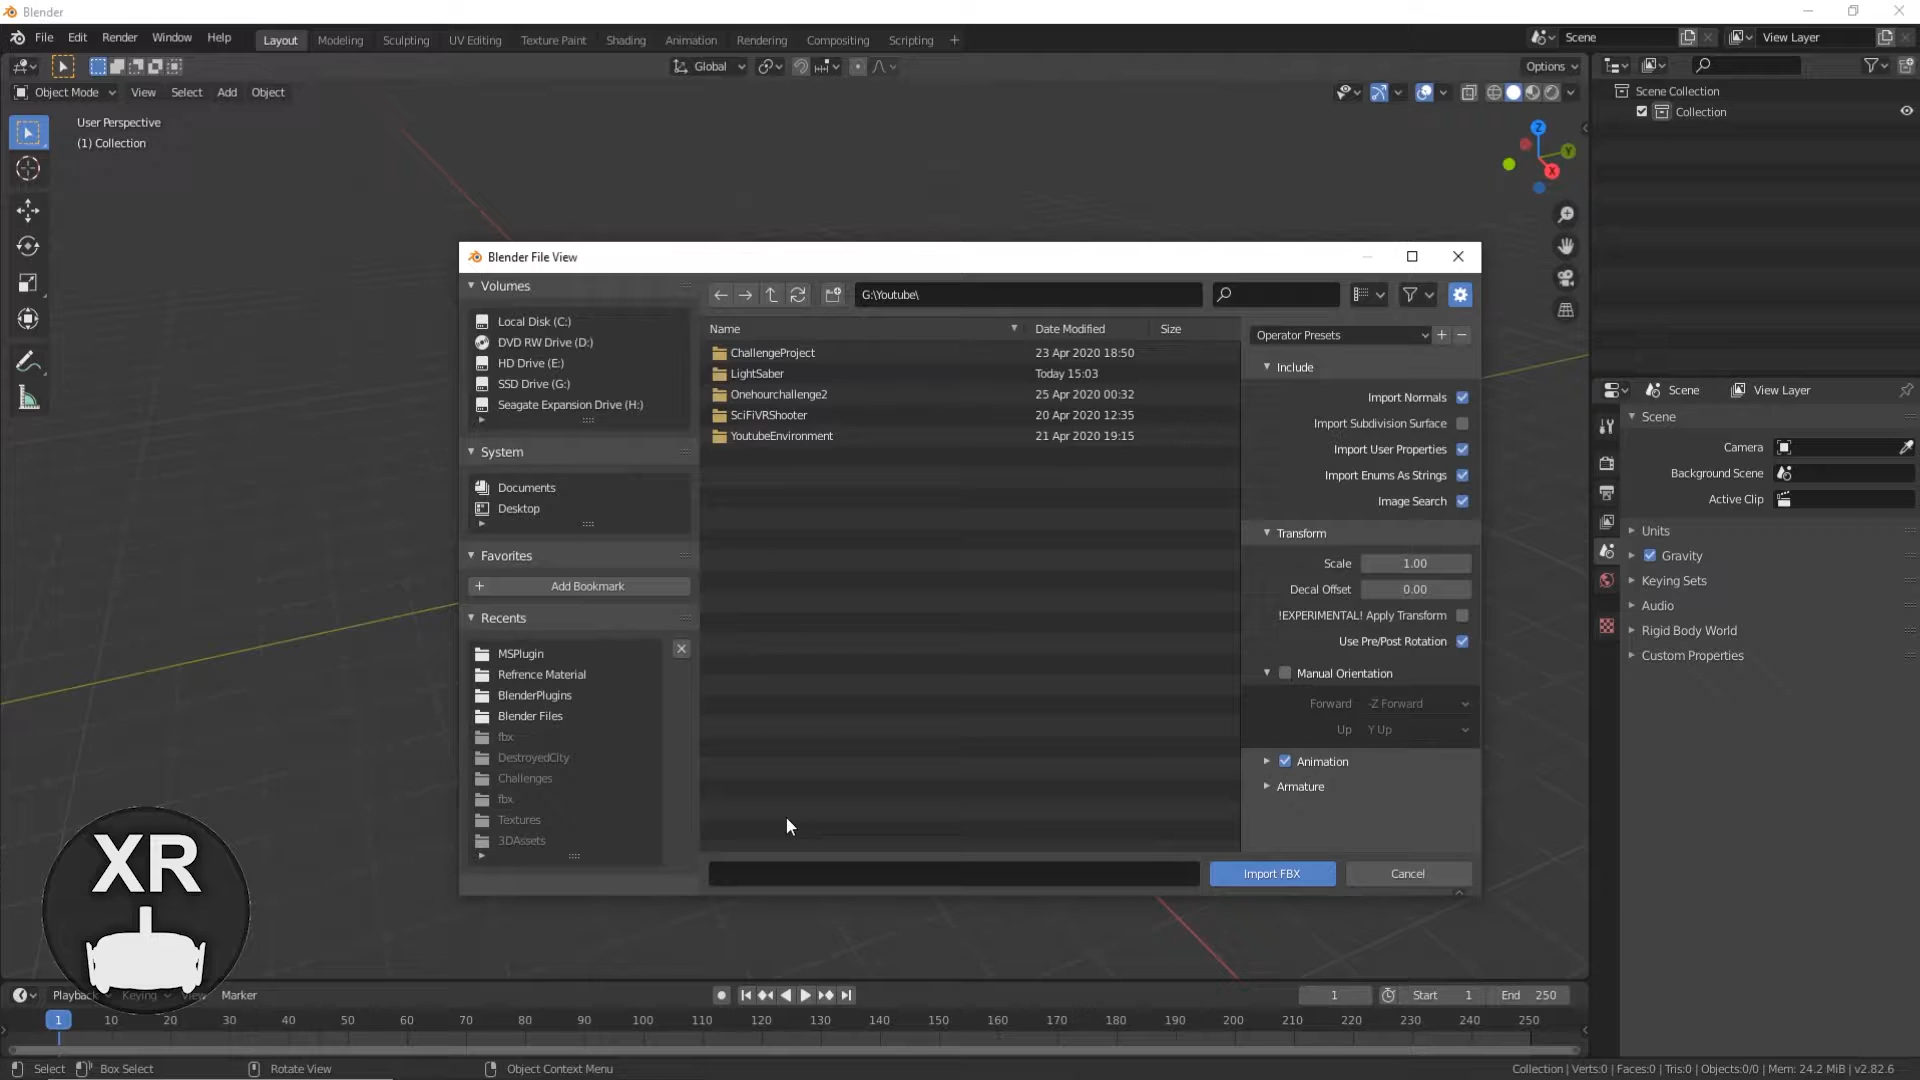 Blender
File Edit Render Window Help
Layout Modeling Sculpting UV Editing Texture Paint Shading Animation Rendering Compositing Scripting +
Scene
View Layer
Global
Options
Object Mode View Select Add Object
User Perspective
(1) Collection
Z
Y
X
Scene Collection
Collection
Blender File View
Volumes
Local Disk (C:)
DVD RW Drive (D:)
HD Drive (E:)
SSD Drive (G:)
Seagate Expansion Drive (H:)
System
Documents
Desktop
Favorites
+ Add Bookmark
Recents
MSPlugin
Refrence Material
BlenderPlugins
Blender Files
fbx
DestroyedCIty
Challenges
fbx
Textures
3DAssets
G:\Youtube\
Name Date Modified Size
ChallengeProject 23 Apr 2020 18:50
LightSaber Today 15:03
Onehourchallenge2 25 Apr 2020 00:32
SciFiVRShooter 20 Apr 2020 12:35
YoutubeEnvironment 21 Apr 2020 19:15
Operator Presets + −
Include
Import Normals
Import Subdivision Surface
Import User Properties
Import Enums As Strings
Image Search
Transform
Scale 1.00
Decal Offset 0.00
!EXPERIMENTAL! Apply Transform
Use Pre/Post Rotation
Manual Orientation
Forward -Z Forward
Up Y Up
Animation
Armature
Import FBX Cancel
Scene View Layer
Scene
Camera
Background Scene
Active Clip
Units
Gravity
Keying Sets
Audio
Rigid Body World
Custom Properties
XR
Playback Keying View Marker
1 Start 1 End 250
1 10 20 30 40 50 60 70 80 90 100 110 120 130 140 150 160 170 180 190 200 210 220 230 240 250
Select Box Select Rotate View Object Context Menu
Collection | Verts:0 | Faces:0 | Tris:0 | Objects:0/0 | Mem: 24.2 MiB | v2.82.6